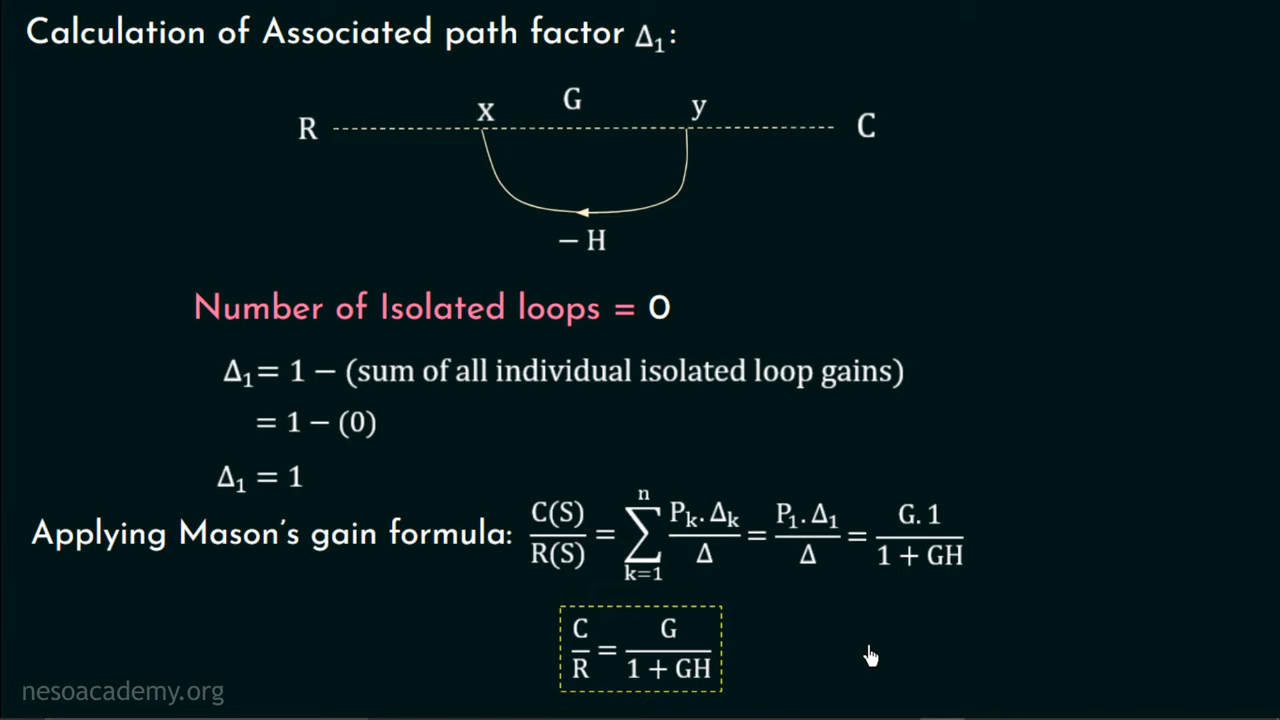 Calculation of Associated path factor Δ₁:
R x G y C
− H
Number of Isolated loops = 0
Δ₁= 1 − (sum of all individual isolated loop gains)
= 1 − (0)
Δ₁ = 1
Applying Mason's gain formula: C(S)/R(S) = ∑ₖ₌₁ⁿ Pₖ. Δₖ/Δ = P₁. Δ₁/Δ = G. 1/1 + GH
C/R = G/1 + GH
nesoacademy.org